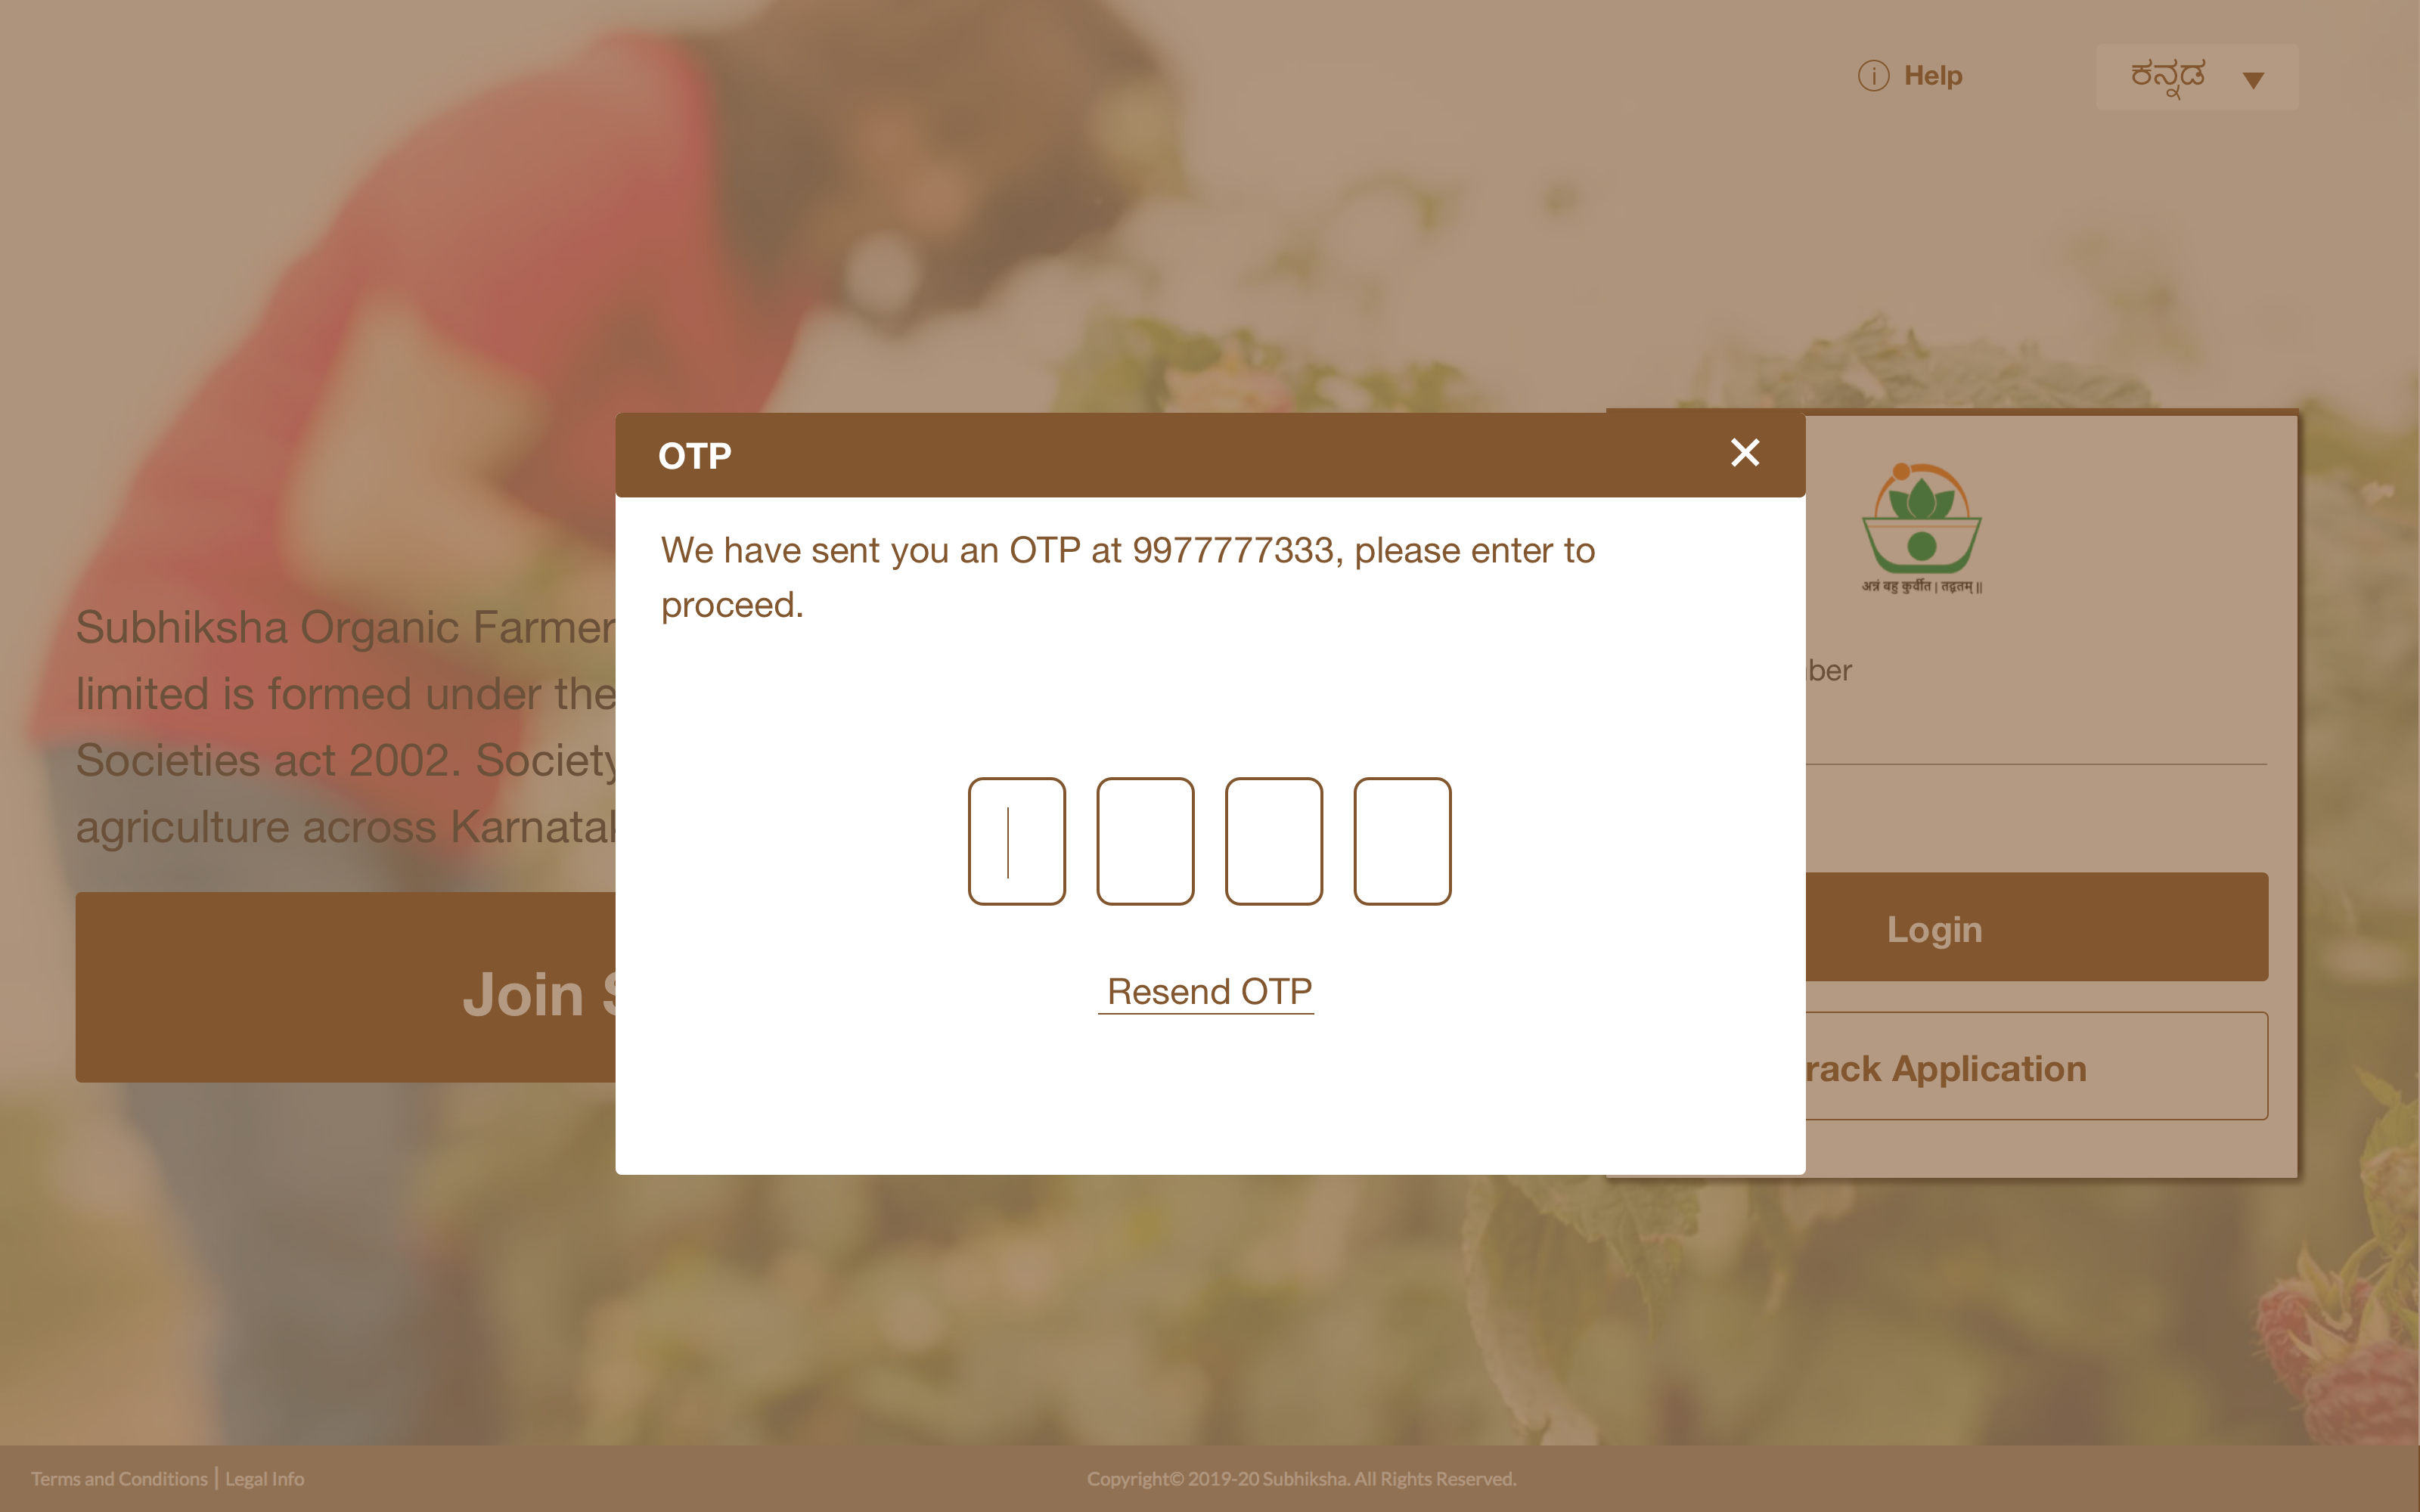 Help
ಕನ್ನಡ
OTP
We have sent you an OTP at 9977777333, please enter to
proceed.
Resend OTP
Subhiksha Organic Farmer
limited is formed under the
Societies act 2002. Society
agriculture across Karnatak
Join S
अन्नं बहु कुर्वीत | तद्व्रतम् ||
ber
Login
rack Application
Terms and Conditions | Legal Info
Copyright© 2019-20 Subhiksha. All Rights Reserved.